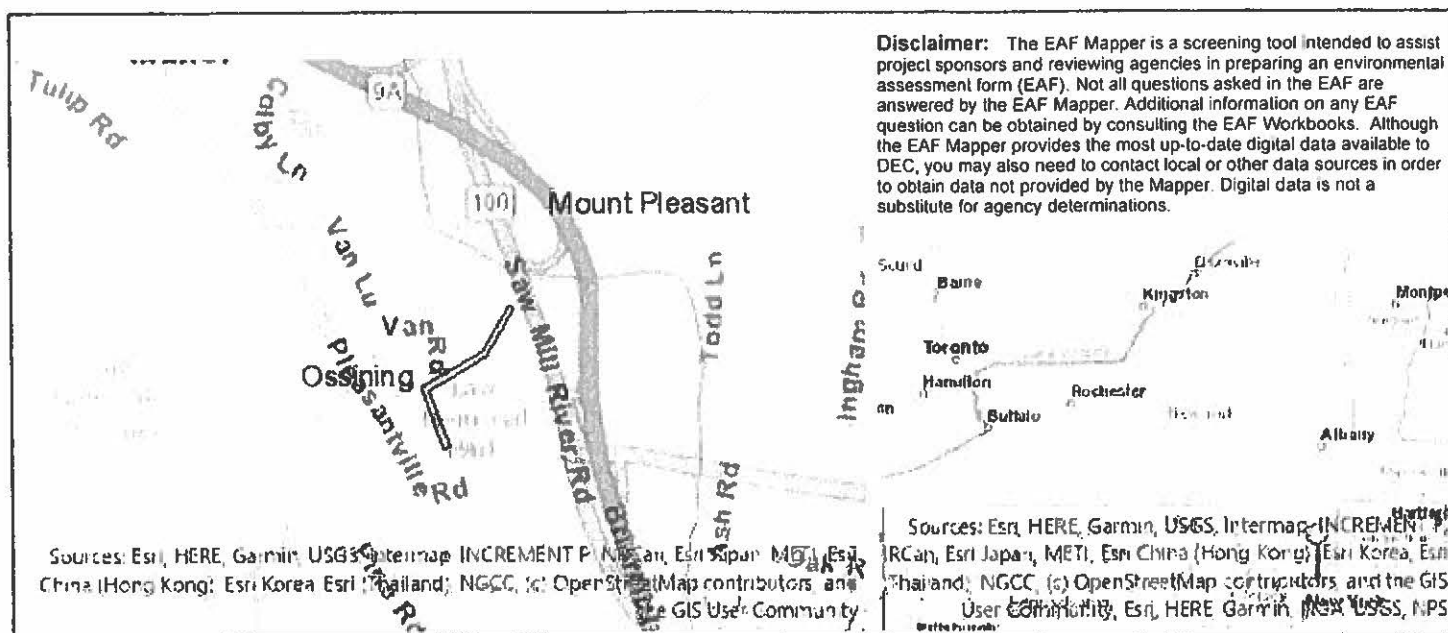 Disclaimer: The EAF Mapper is a screening tool intended to assist
project sponsors and reviewing agencies in preparing an environmental
assessment form (EAF). Not all questions asked in the EAF are
answered by the EAF Mapper. Additional information on any EAF
question can be obtained by consulting the EAF Workbooks. Although
the EAF Mapper provides the most up-to-date digital data available to
DEC, you may also need to contact local or other data sources in order
to obtain data not provided by the Mapper. Digital data is not a
substitute for agency determinations.
Tulip Rd
Colby Ln
9A
100
Mount Pleasant
Van Lu
Van Rd
Saw Mill River Rd
Todd Ln
Ossining
Pleasantville Rd
Ash Rd
Sources: Esri, HERE, Garmin, USGS, Intermap, INCREMENT P, NRCan, Esri Japan, METI, Esri
China (Hong Kong), Esri Korea, Esri (Thailand), NGCC, (c) OpenStreetMap contributors, and
the GIS User Community
Barrie
Kingston
Toronto
Hamilton
Rochester
Buffalo
Albany
Sources: Esri, HERE, Garmin, USGS, Intermap, INCREMENT P,
NRCan, Esri Japan, METI, Esri China (Hong Kong), Esri Korea, Esri
(Thailand), NGCC, (c) OpenStreetMap contributors, and the GIS
User Community, Esri, HERE, Garmin, USGS, NPS
New York